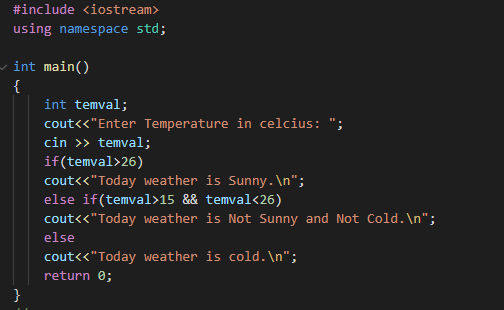 #include <iostream>
using namespace std;
int main()
{
int temval;
cout<<"Enter Temperature in celcius: ";
cin >> temval;
if(temval>26)
cout<<"Today weather is Sunny.\n";
else if(temval>15 && temval<26)
cout<<"Today weather is Not Sunny and Not Cold.\n";
else
cout<<"Today weather is cold.\n";
return 0;
}